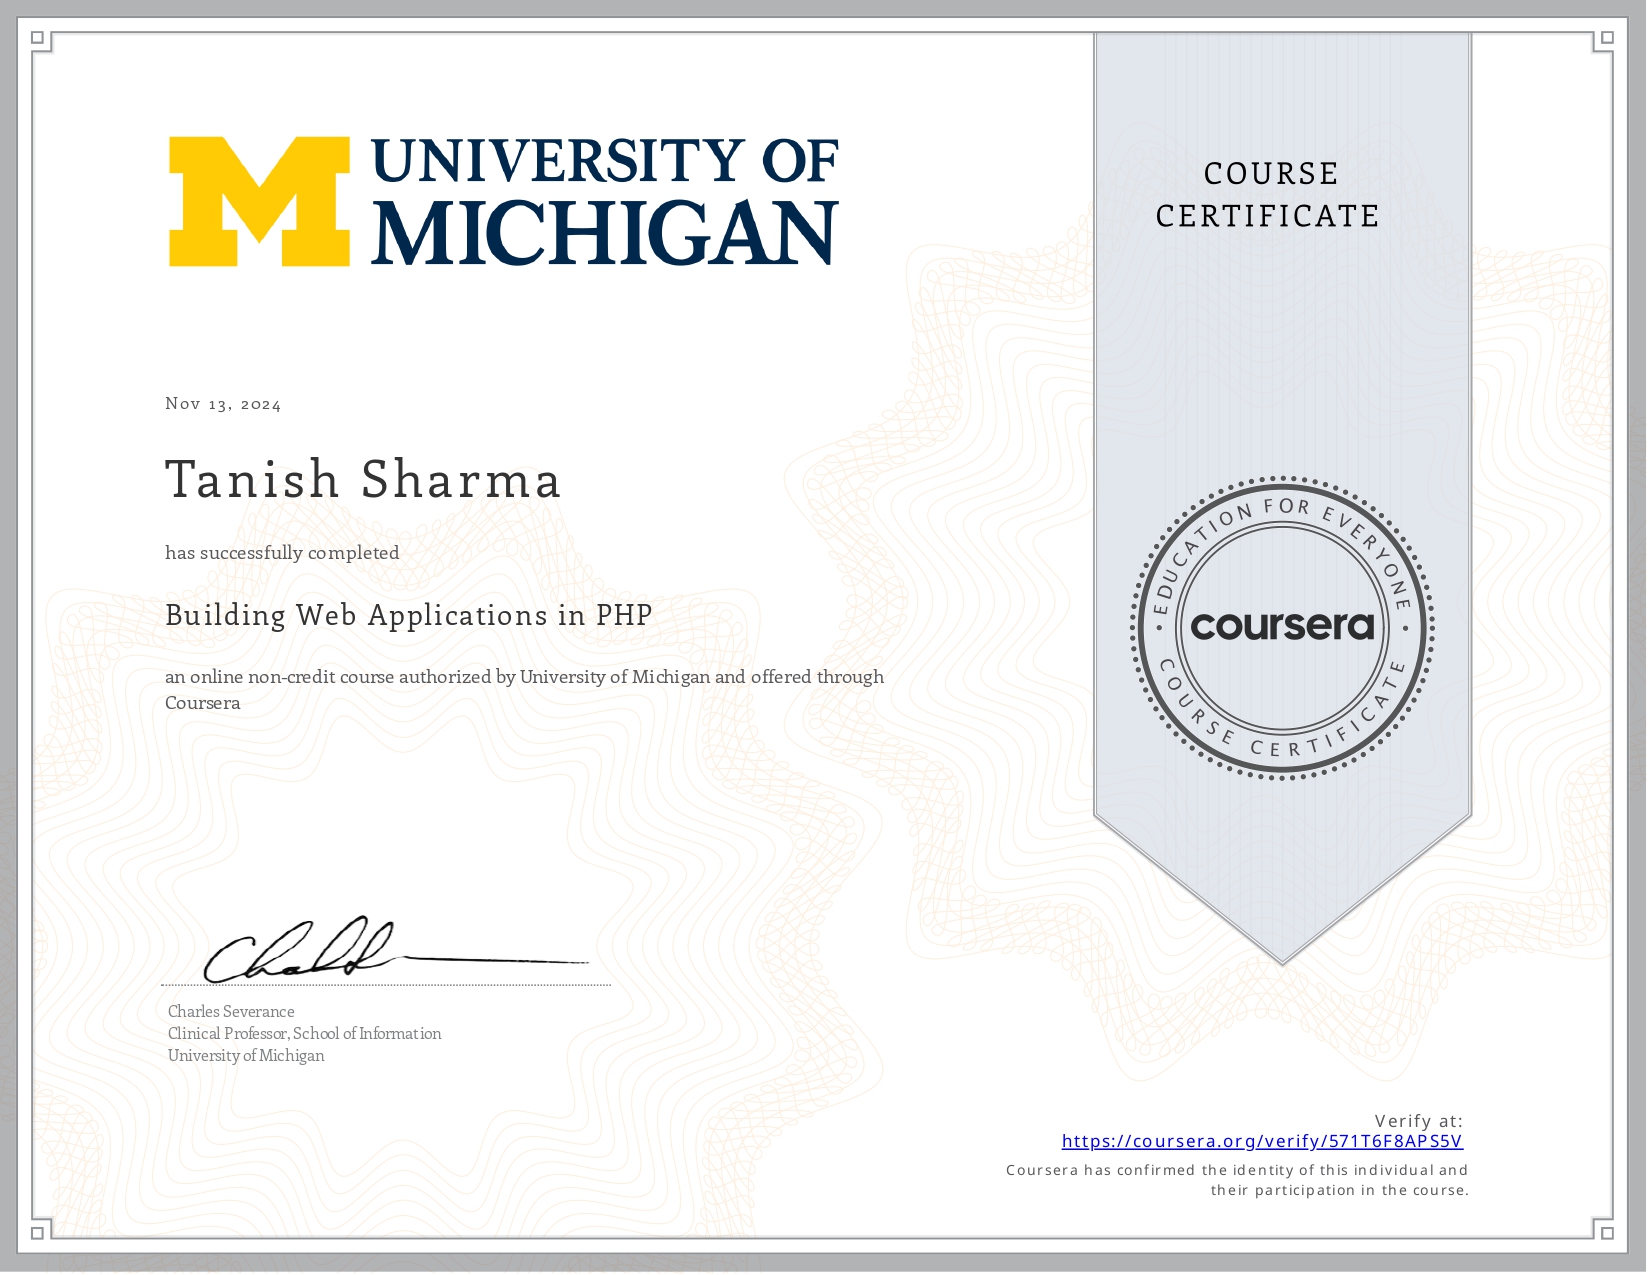 UNIVERSITY OF
MICHIGAN
COURSE
CERTIFICATE
Nov 13, 2024
Tanish Sharma
has successfully completed
Building Web Applications in PHP
an online non-credit course authorized by University of Michigan and offered through
Coursera
EDUCATION FOR EVERYONE
coursera
COURSE CERTIFICATE
Charles Severance
Clinical Professor, School of Information
University of Michigan
Verify at:
https://coursera.org/verify/571T6F8APS5V
Coursera has confirmed the identity of this individual and
their participation in the course.